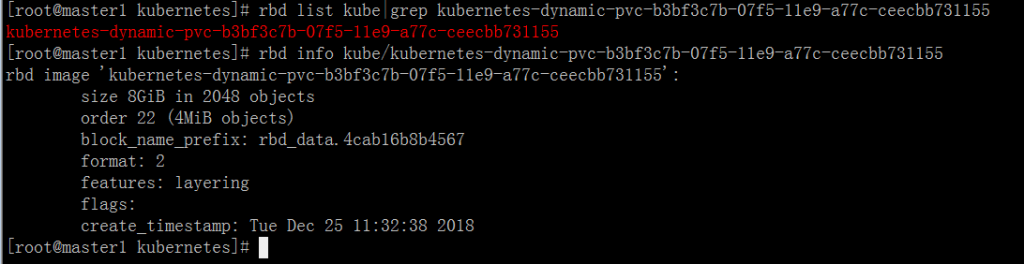 [root@master1 kubernetes]# rbd list kube|grep kubernetes-dynamic-pvc-b3bf3c7b-07f5-11e9-a77c-ceecbb731155
kubernetes-dynamic-pvc-b3bf3c7b-07f5-11e9-a77c-ceecbb731155
[root@master1 kubernetes]# rbd info kube/kubernetes-dynamic-pvc-b3bf3c7b-07f5-11e9-a77c-ceecbb731155
rbd image 'kubernetes-dynamic-pvc-b3bf3c7b-07f5-11e9-a77c-ceecbb731155':
        size 8GiB in 2048 objects
        order 22 (4MiB objects)
        block_name_prefix: rbd_data.4cab16b8b4567
        format: 2
        features: layering
        flags:
        create_timestamp: Tue Dec 25 11:32:38 2018
[root@master1 kubernetes]#